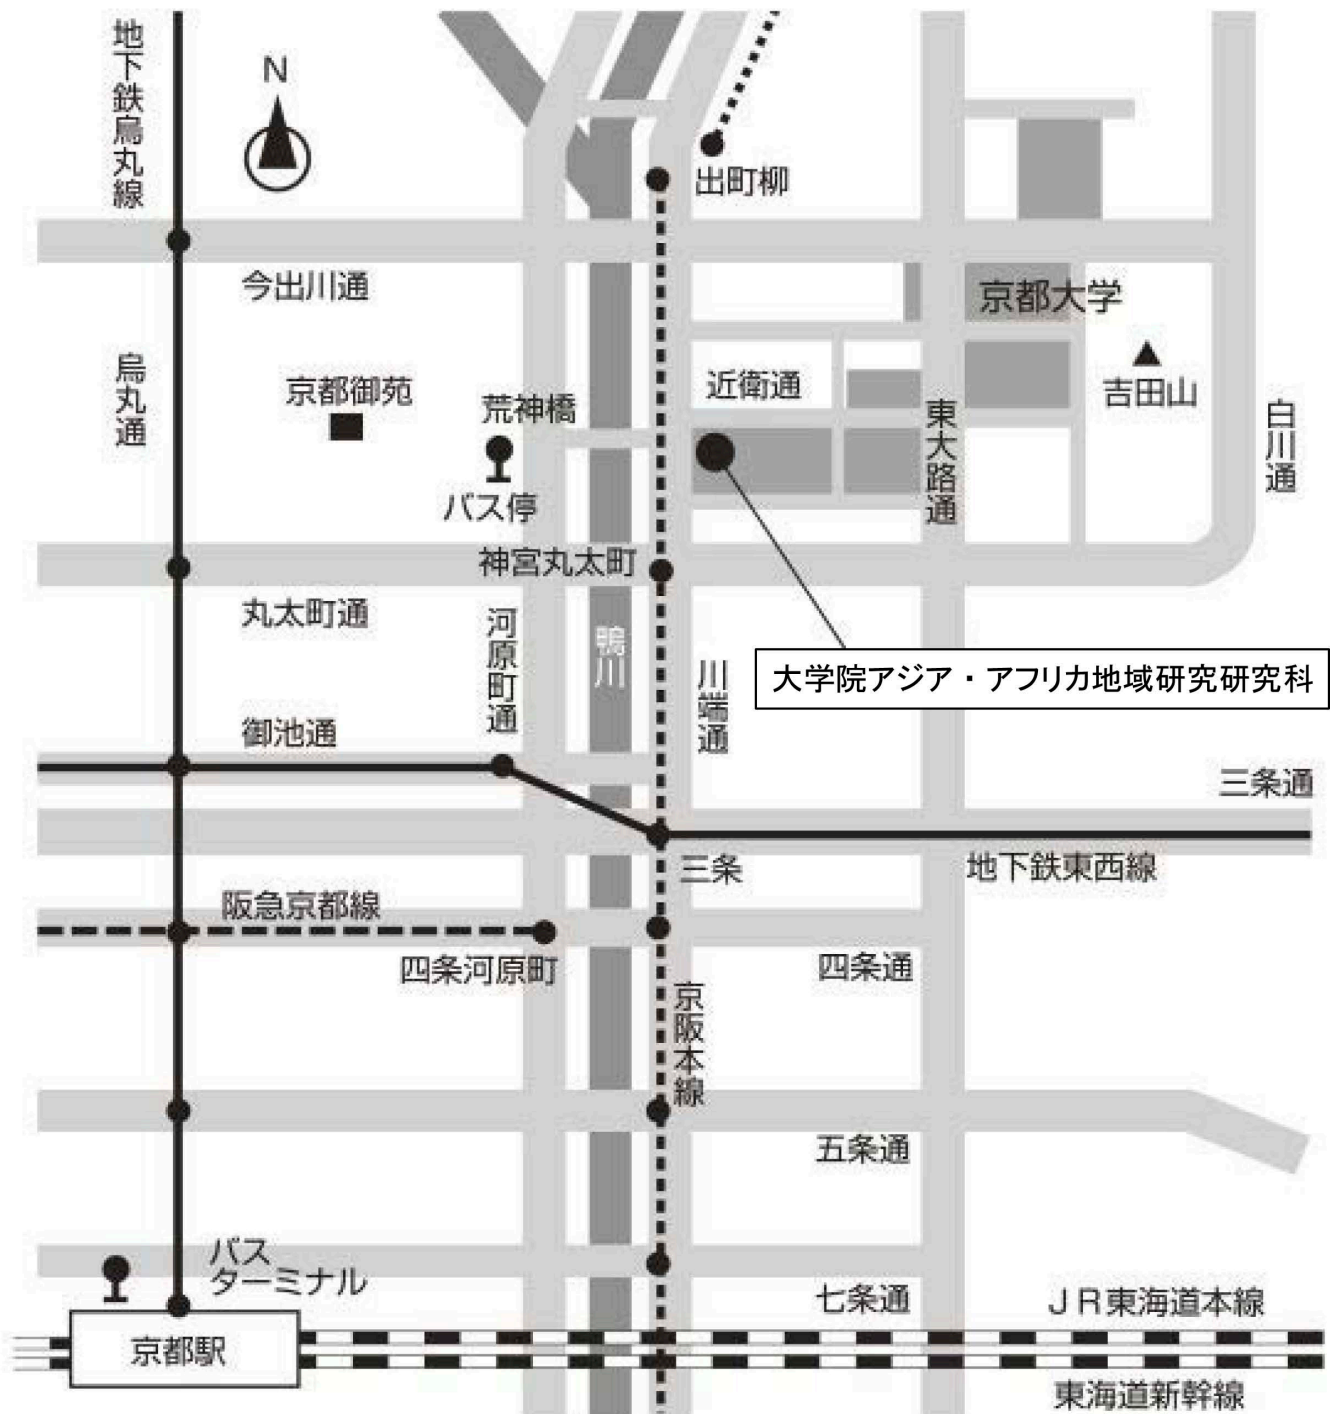 地下鉄烏丸線
N
出町柳
今出川通
京都大学
烏丸通
京都御苑
荒神橋
近衛通
吉田山
東大路通
白川通
バス停
神宮丸太町
丸太町通
河原町通
鴨川
川端通
大学院アジア・アフリカ地域研究研究科
御池通
三条通
三条
地下鉄東西線
阪急京都線
四条河原町
四条通
京阪本線
五条通
バス
ターミナル
七条通
JR東海道本線
京都駅
東海道新幹線